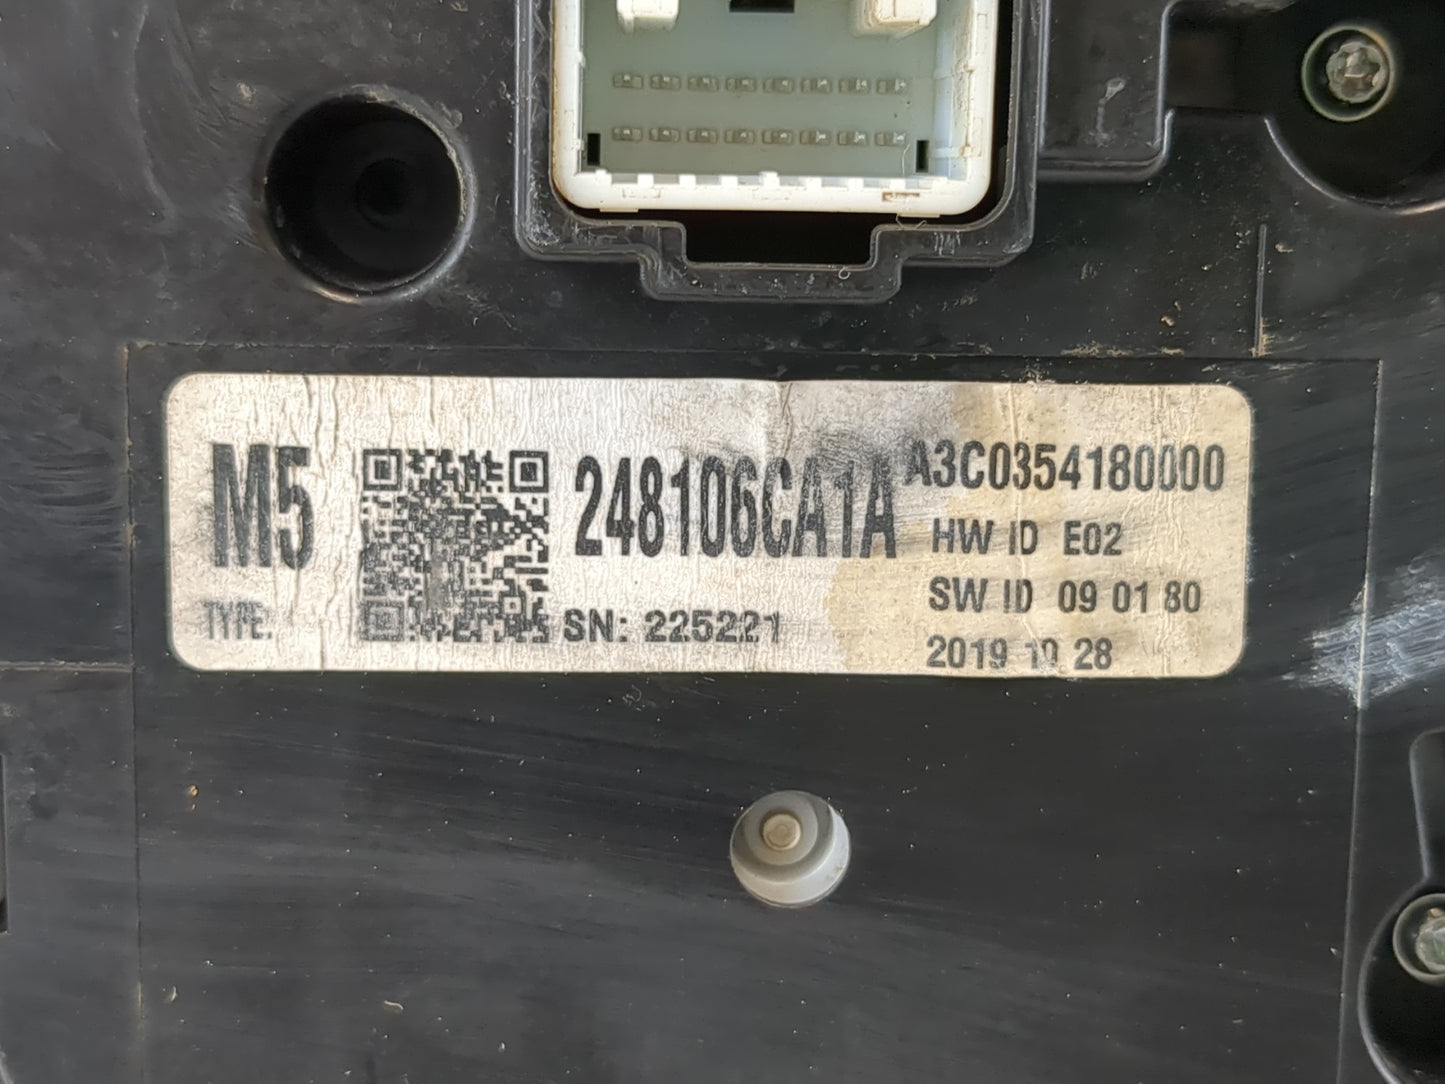 M5
TYPE:
248106CA1A
SN: 225221
A3C0354180000
HW ID E02
SW ID 09 01 80
2019 10 28